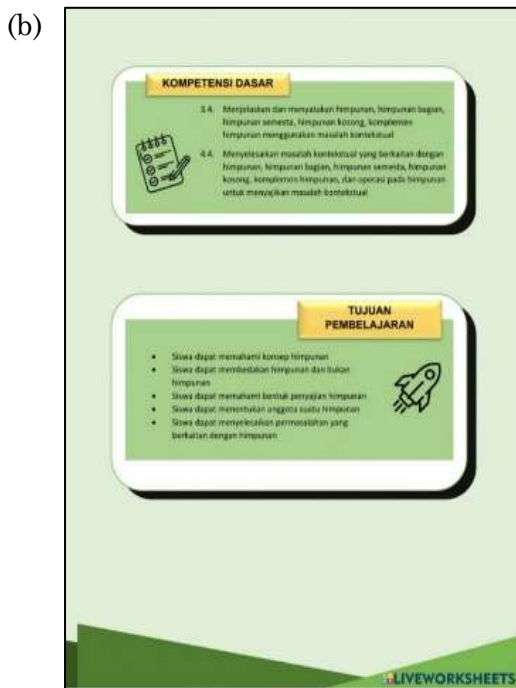 (b)
KOMPETENSI DASAR
3.4. Menjelaskan dan menyatakan himpunan, himpunan bagian,
himpunan semesta, himpunan kosong, komplemen
himpunan menggunakan masalah kontekstual
4.4. Menyelesaikan masalah kontekstual yang berkaitan dengan
himpunan, himpunan bagian, himpunan semesta, himpunan
kosong, komplemen himpunan, dan operasi pada himpunan
untuk menyajikan masalah kontekstual
TUJUAN
PEMBELAJARAN
• Siswa dapat memahami konsep himpunan
• Siswa dapat membedakan himpunan dan bukan
himpunan
• Siswa dapat memahami bentuk penyajian himpunan
• Siswa dapat menentukan anggota suatu himpunan
• Siswa dapat menyelesaikan permasalahan yang
berkaitan dengan himpunan
LIVEWORKSHEETS